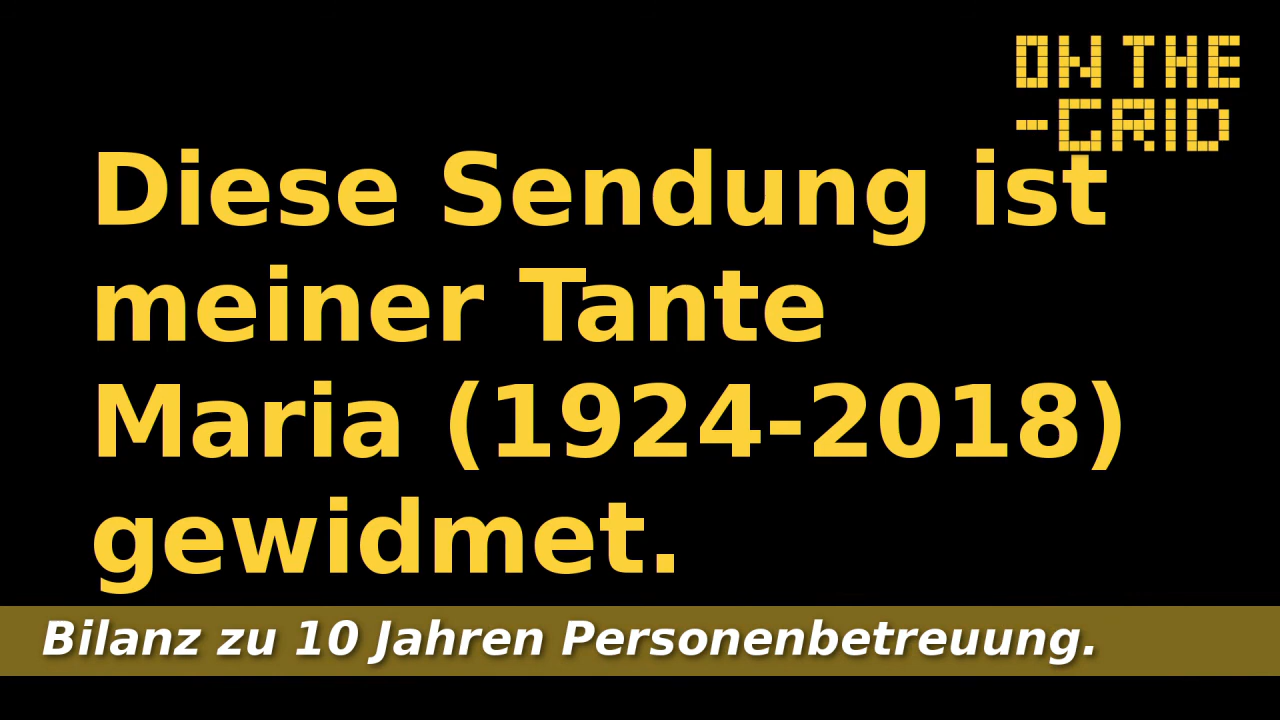 ON THE
-GRID
Diese Sendung ist
meiner Tante
Maria (1924-2018)
gewidmet.
Bilanz zu 10 Jahren Personenbetreuung.